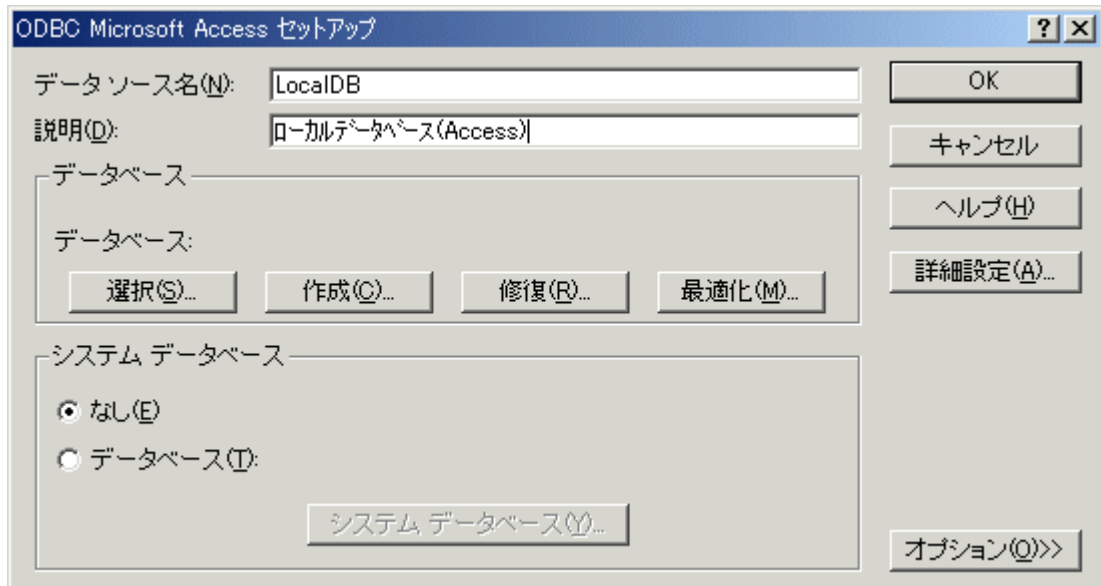 ODBC Microsoft Access セットアップ
データ ソース名(N): LocalDB OK
説明(D): ﾛｰｶﾙﾃﾞｰﾀﾍﾞｰｽ(Access) キャンセル
データベース
ヘルプ(H)
データベース:
選択(S)... 作成(C)... 修復(R)... 最適化(M)... 詳細設定(A)...
システム データベース
なし(E)
データベース(T):
システム データベース(Y)...
オプション(O)>>